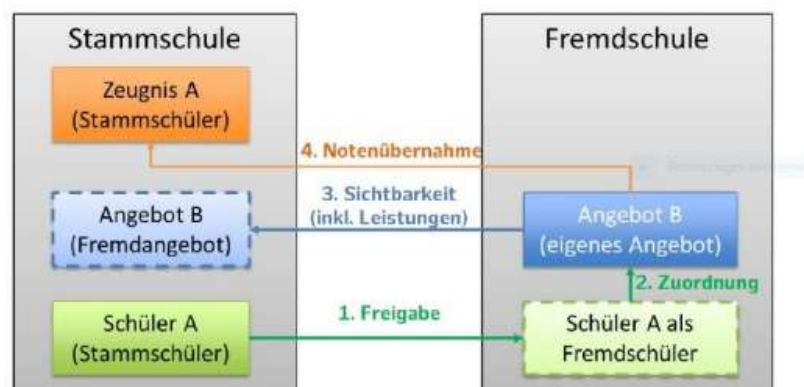 Stammschule
Fremdschule
Zeugnis A
(Stammschüler)
4. Notenübernahme
Angebot B
(Fremdangebot)
3. Sichtbarkeit
(inkl. Leistungen)
Angebot B
(eigenes Angebot)
2. Zuordnung
Schüler A
(Stammschüler)
1. Freigabe
Schüler A als
Fremdschüler